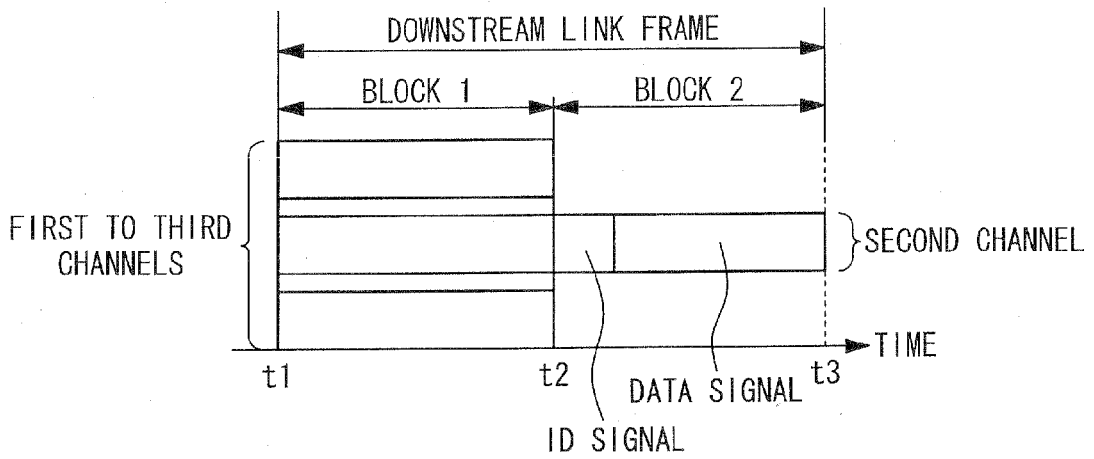 DOWNSTREAM LINK FRAME
BLOCK 1
BLOCK 2
FIRST TO THIRD
CHANNELS
SECOND CHANNEL
TIME
t1
t2
t3
DATA SIGNAL
ID SIGNAL